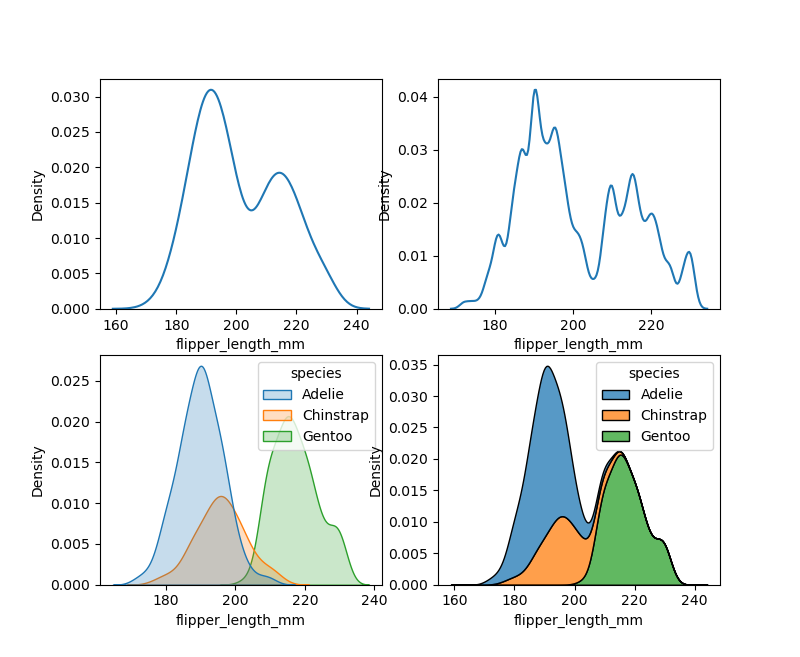 0.030
0.025
0.020
0.015
0.010
0.005
0.000
Density
160 180 200 220 240
flipper_length_mm
0.04
0.03
0.02
0.01
0.00
Density
180 200 220
flipper_length_mm
0.025
0.020
0.015
0.010
0.005
0.000
Density
species
Adelie
Chinstrap
Gentoo
180 200 220 240
flipper_length_mm
0.035
0.030
0.025
0.020
0.015
0.010
0.005
0.000
Density
species
Adelie
Chinstrap
Gentoo
160 180 200 220 240
flipper_length_mm